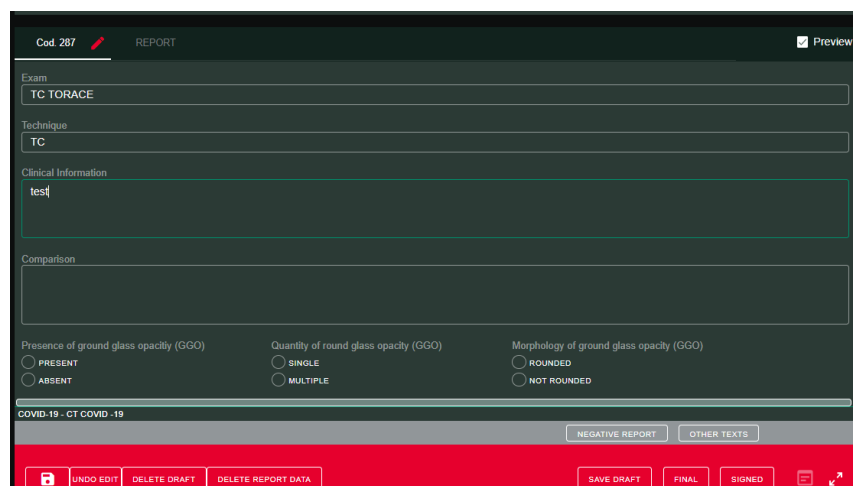 Cod. 287 REPORT Preview
Exam
TC TORACE
Technique
TC
Clinical Information
test
Comparison
Presence of ground glass opacitiy (GGO) Quantity of round glass opacity (GGO) Morphology of ground glass opacity (GGO)
PRESENT SINGLE ROUNDED
ABSENT MULTIPLE NOT ROUNDED
COVID-19 - CT COVID -19
NEGATIVE REPORT OTHER TEXTS
UNDO EDIT DELETE DRAFT DELETE REPORT DATA SAVE DRAFT FINAL SIGNED